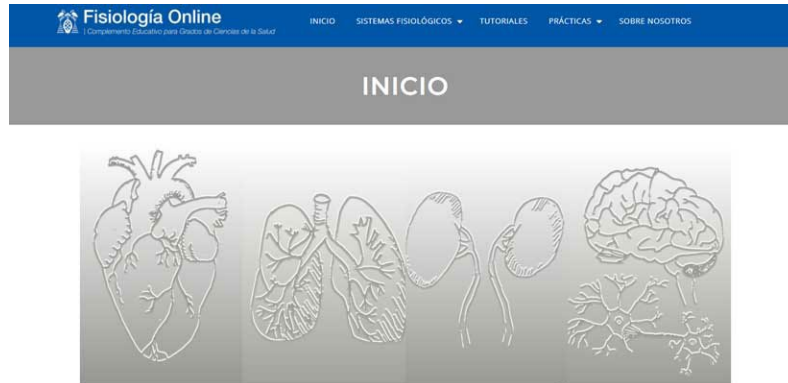 Fisiología Online
| Complemento Educativo para Grados de Ciencias de la Salud
INICIO SISTEMAS FISIOLÓGICOS TUTORIALES PRÁCTICAS SOBRE NOSOTROS
INICIO